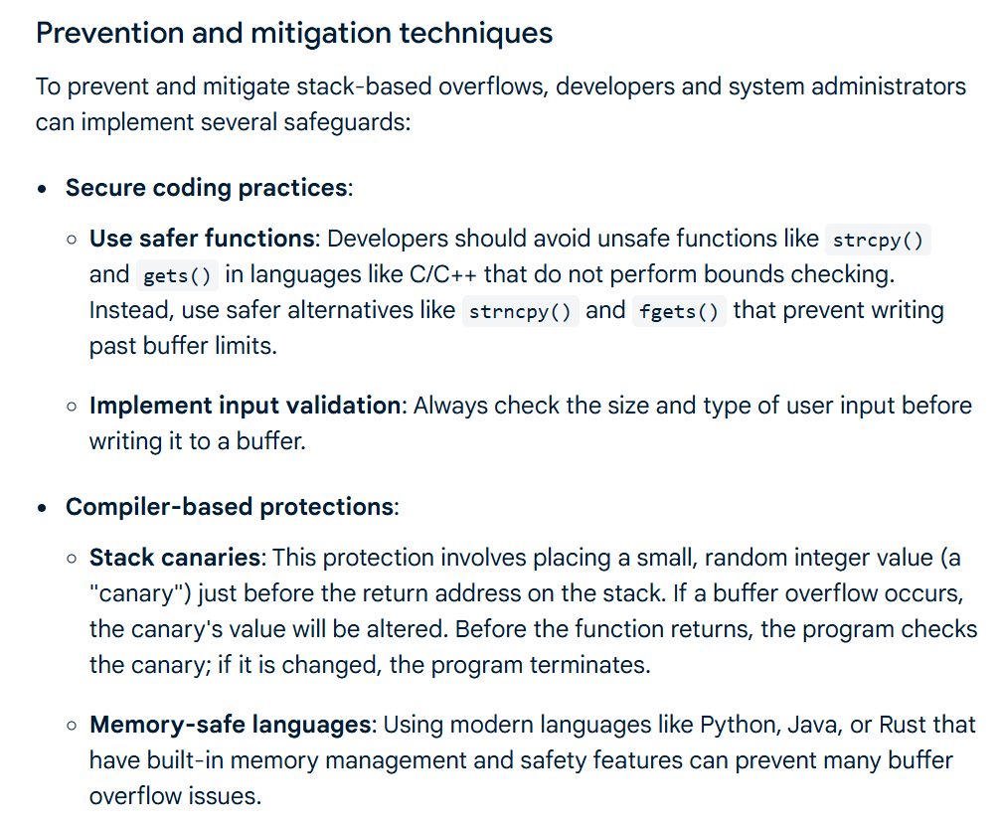 Prevention and mitigation techniques
To prevent and mitigate stack-based overflows, developers and system administrators
can implement several safeguards:
• Secure coding practices:
○ Use safer functions: Developers should avoid unsafe functions like strcpy()
and gets() in languages like C/C++ that do not perform bounds checking.
Instead, use safer alternatives like strncpy() and fgets() that prevent writing
past buffer limits.
○ Implement input validation: Always check the size and type of user input before
writing it to a buffer.
• Compiler-based protections:
○ Stack canaries: This protection involves placing a small, random integer value (a
"canary") just before the return address on the stack. If a buffer overflow occurs,
the canary's value will be altered. Before the function returns, the program checks
the canary; if it is changed, the program terminates.
○ Memory-safe languages: Using modern languages like Python, Java, or Rust that
have built-in memory management and safety features can prevent many buffer
overflow issues.